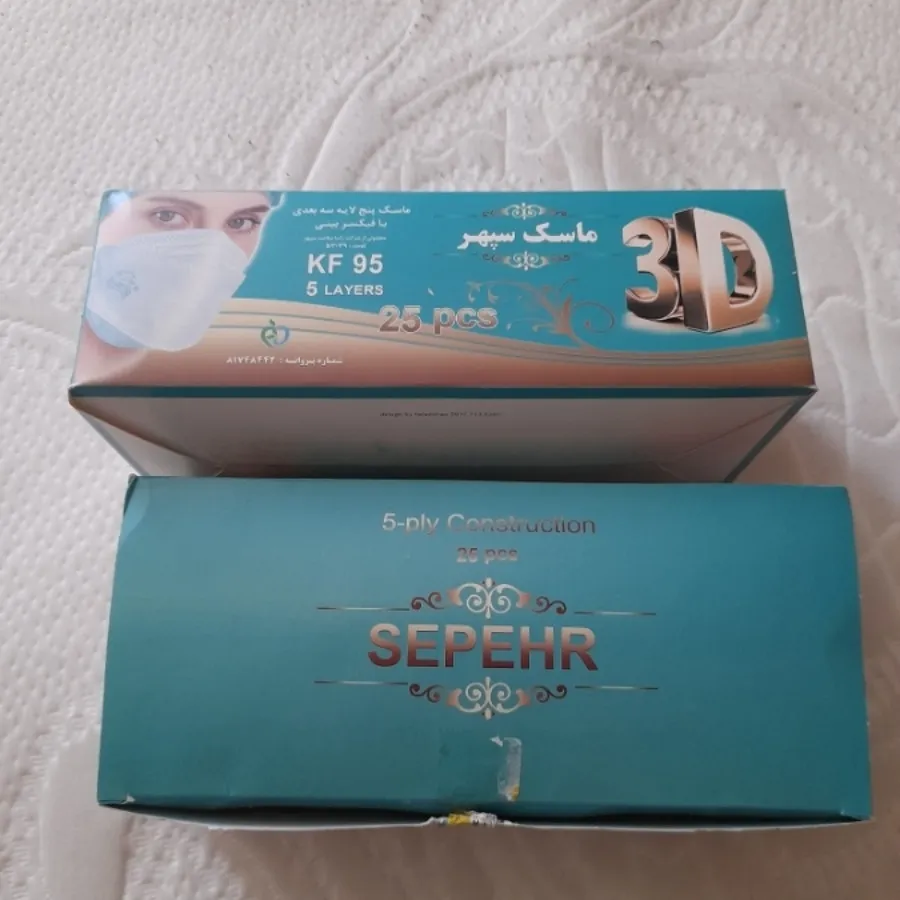 ماسک پنج لایه سه بعدی
با فیکسر بینی
KF 95
5 LAYERS
25 pcs
ماسک سپهر
3D
شماره پروانه : ۸۱۷۴۸۴۴۲
5-ply Construction
25 pcs
SEPEHR